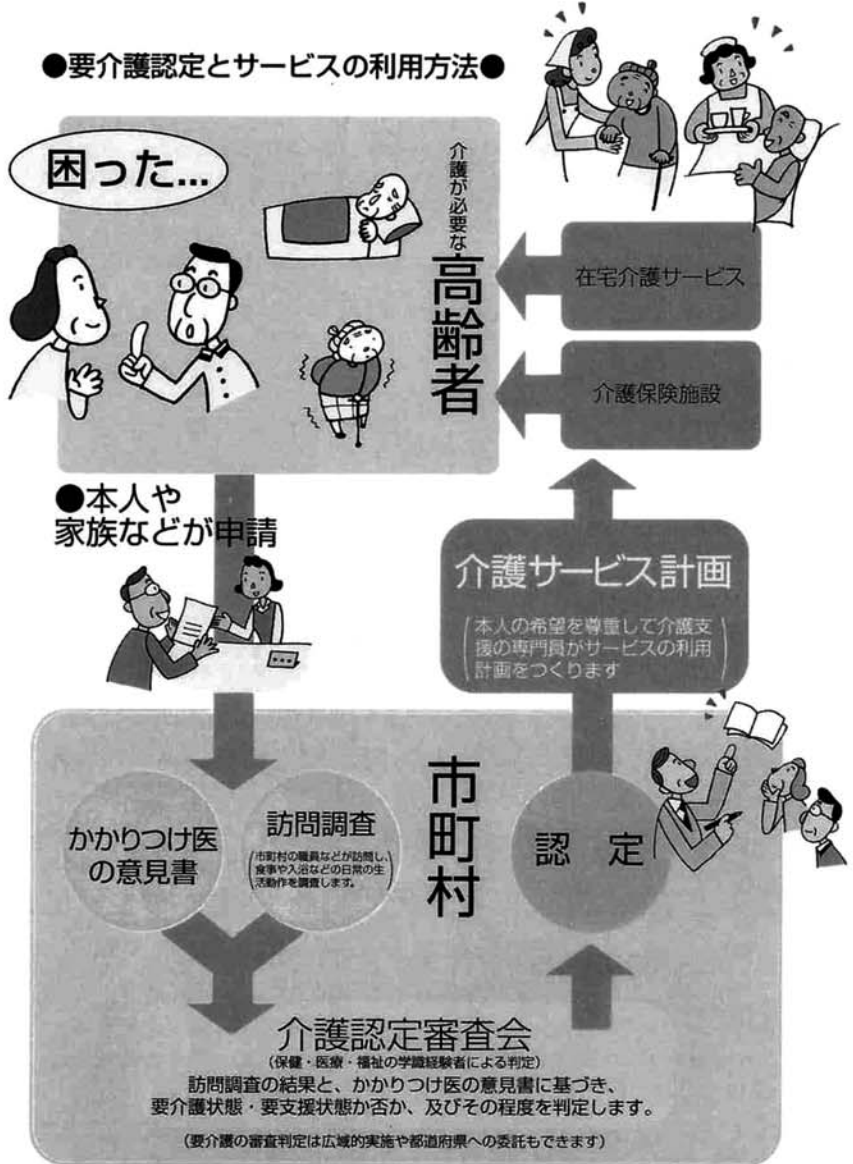 ●要介護認定とサービスの利用方法●
困った...
介護が必要な
高齢者
在宅介護サービス
介護保険施設
●本人や
家族などが申請
介護サービス計画
(本人の希望を尊重して介護支
援の専門員がサービスの利用
計画をつくります)
市町村
かかりつけ医
の意見書
訪問調査
(市町村の職員などが訪問し、
食事や入浴などの日常の生
活動作を調査します。)
認 定
介護認定審査会
(保健・医療・福祉の学識経験者による判定)
訪問調査の結果と、かかりつけ医の意見書に基づき、
要介護状態・要支援状態か否か、及びその程度を判定します。
(要介護の審査判定は広域的実施や都道府県への委託もできます)